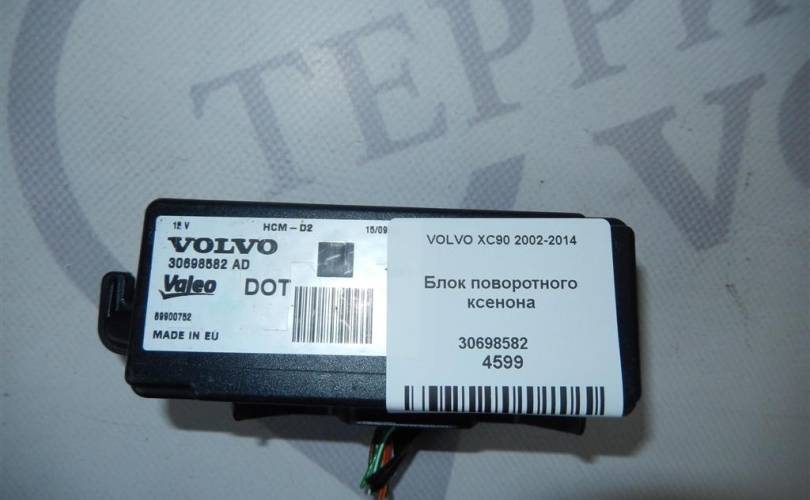 12 V HCM-D2 15/09
VOLVO
30698582 AD
Valeo DOT
89900752
MADE IN EU
VOLVO XC90 2002-2014
Блок поворотного
ксенона
30698582
4599